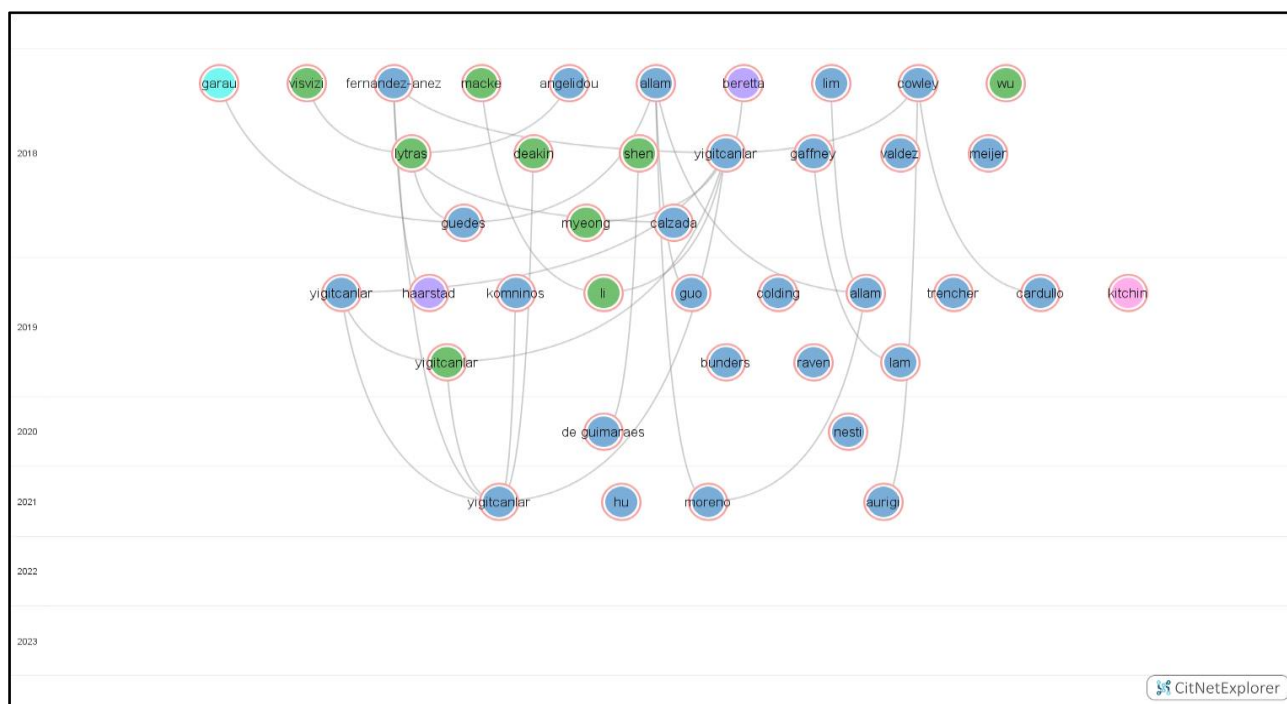 garau visvizi fernandez-anez macke angelidou allam beretta lim cowley wu
2018 lytras deakin shen yigitcanlar gaffney valdez meijer
guedes myeong calzada
yigitcanlar haarstad komninos li guo colding allam trencher cardullo kitchin
2019
yigitcanlar bunders raven lam
2020 de guimaraes nesti
2021 yigitcanlar hu moreno aurigi
2022
2023
CitNetExplorer